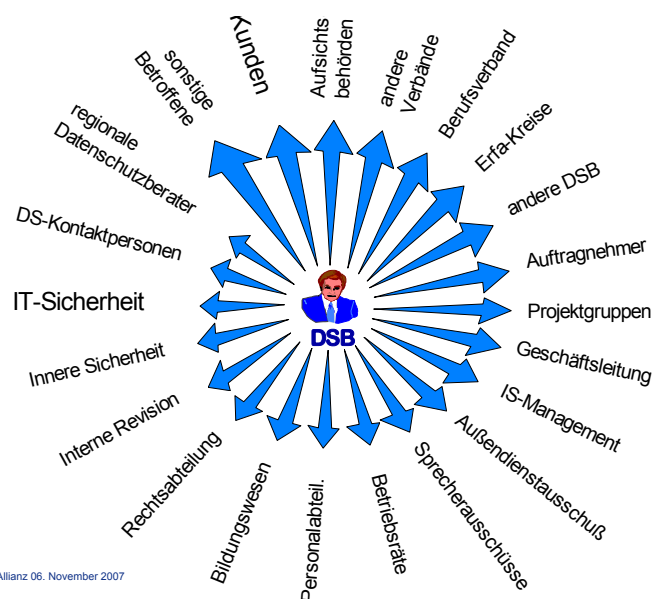 Kunden
Aufsichts
behörden
andere
Verbände
Berufsverband
Erfa-Kreise
andere DSB
Auftragnehmer
Projektgruppen
Geschäftsleitung
IS-Management
Außendienstausschuß
Sprecherausschüsse
Betriebsräte
Personalabteil.
Bildungswesen
Rechtsabteilung
Interne Revision
Innere Sicherheit
IT-Sicherheit
DS-Kontaktpersonen
regionale
Datenschutzberater
sonstige
Betroffene
DSB
Allianz 06. November 2007